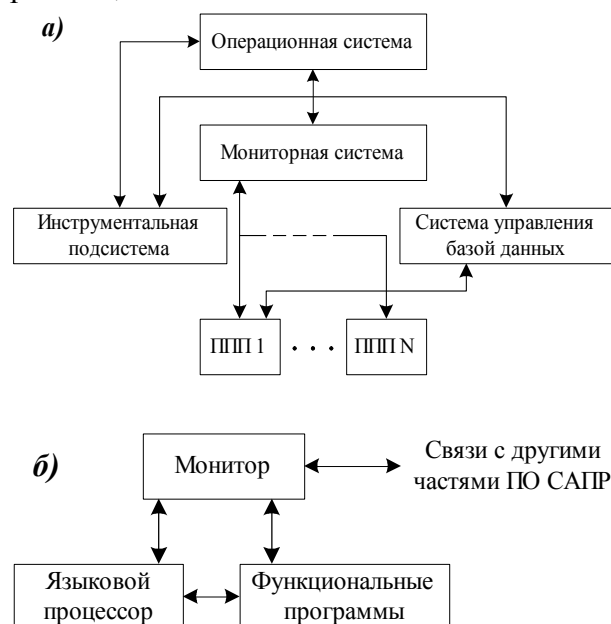 а)
Операционная система
Мониторная система
Инструментальная
подсистема
Система управления
базой данных
ППП 1
. . .
ППП N
б)
Монитор
Связи с другими
частями ПО САПР
Языковой
процессор
Функциональные
программы